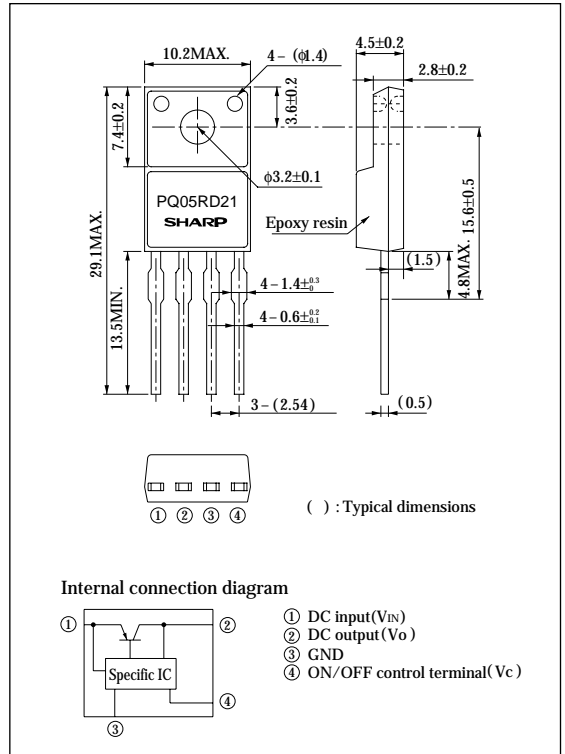 4.5±0.2
10.2MAX.
4–(ϕ1.4)
2.8±0.2
3.6±0.2
7.4±0.2
ϕ3.2±0.1
PQ05RD21
SHARP
Epoxy resin
29.1MAX.
15.6±0.5
4.8MAX.
(1.5)
13.5MIN.
4–1.4±0.3 0
4–0.6±0.2 0.1
3–(2.54)
(0.5)
① ② ③ ④
( ) : Typical dimensions
Internal connection diagram
① ②
Specific IC
④
③
① DC input(VIN)
② DC output(Vo)
③ GND
④ ON/OFF control terminal(Vc)